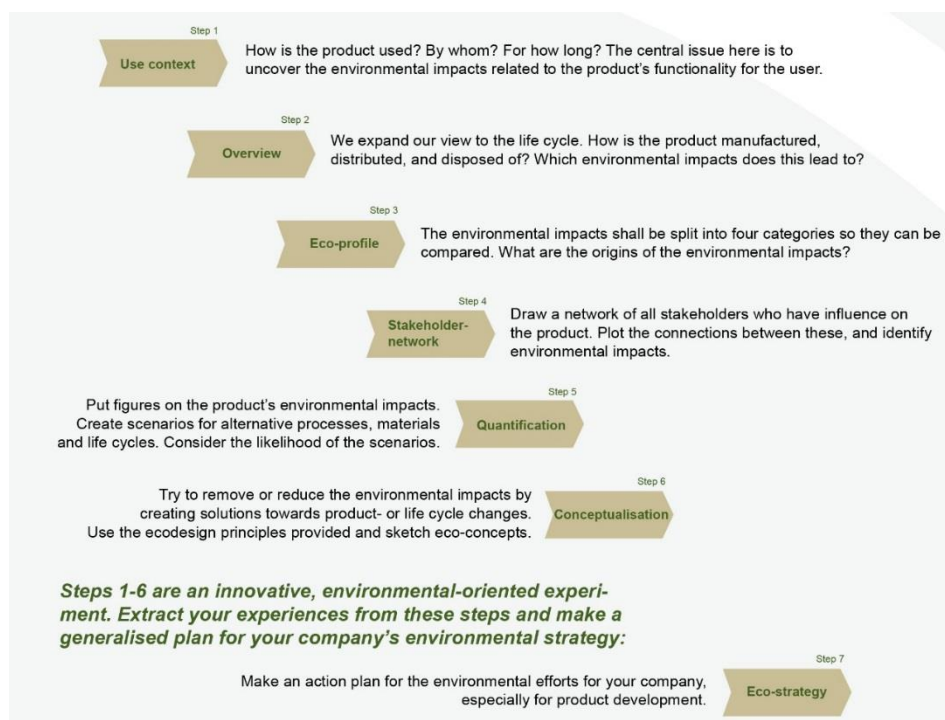 Step 1
Use context
How is the product used? By whom? For how long? The central issue here is to
uncover the environmental impacts related to the product's functionality for the user.
Step 2
Overview
We expand our view to the life cycle. How is the product manufactured,
distributed, and disposed of? Which environmental impacts does this lead to?
Step 3
Eco-profile
The environmental impacts shall be split into four categories so they can be
compared. What are the origins of the environmental impacts?
Step 4
Stakeholder-
network
Draw a network of all stakeholders who have influence on
the product. Plot the connections between these, and identify
environmental impacts.
Step 5
Put figures on the product's environmental impacts.
Create scenarios for alternative processes, materials
and life cycles. Consider the likelihood of the scenarios.
Quantification
Step 6
Try to remove or reduce the environmental impacts by
creating solutions towards product- or life cycle changes.
Use the ecodesign principles provided and sketch eco-concepts.
Conceptualisation
Steps 1-6 are an innovative, environmental-oriented experi-
ment. Extract your experiences from these steps and make a
generalised plan for your company's environmental strategy:
Step 7
Make an action plan for the environmental efforts for your company,
especially for product development.
Eco-strategy